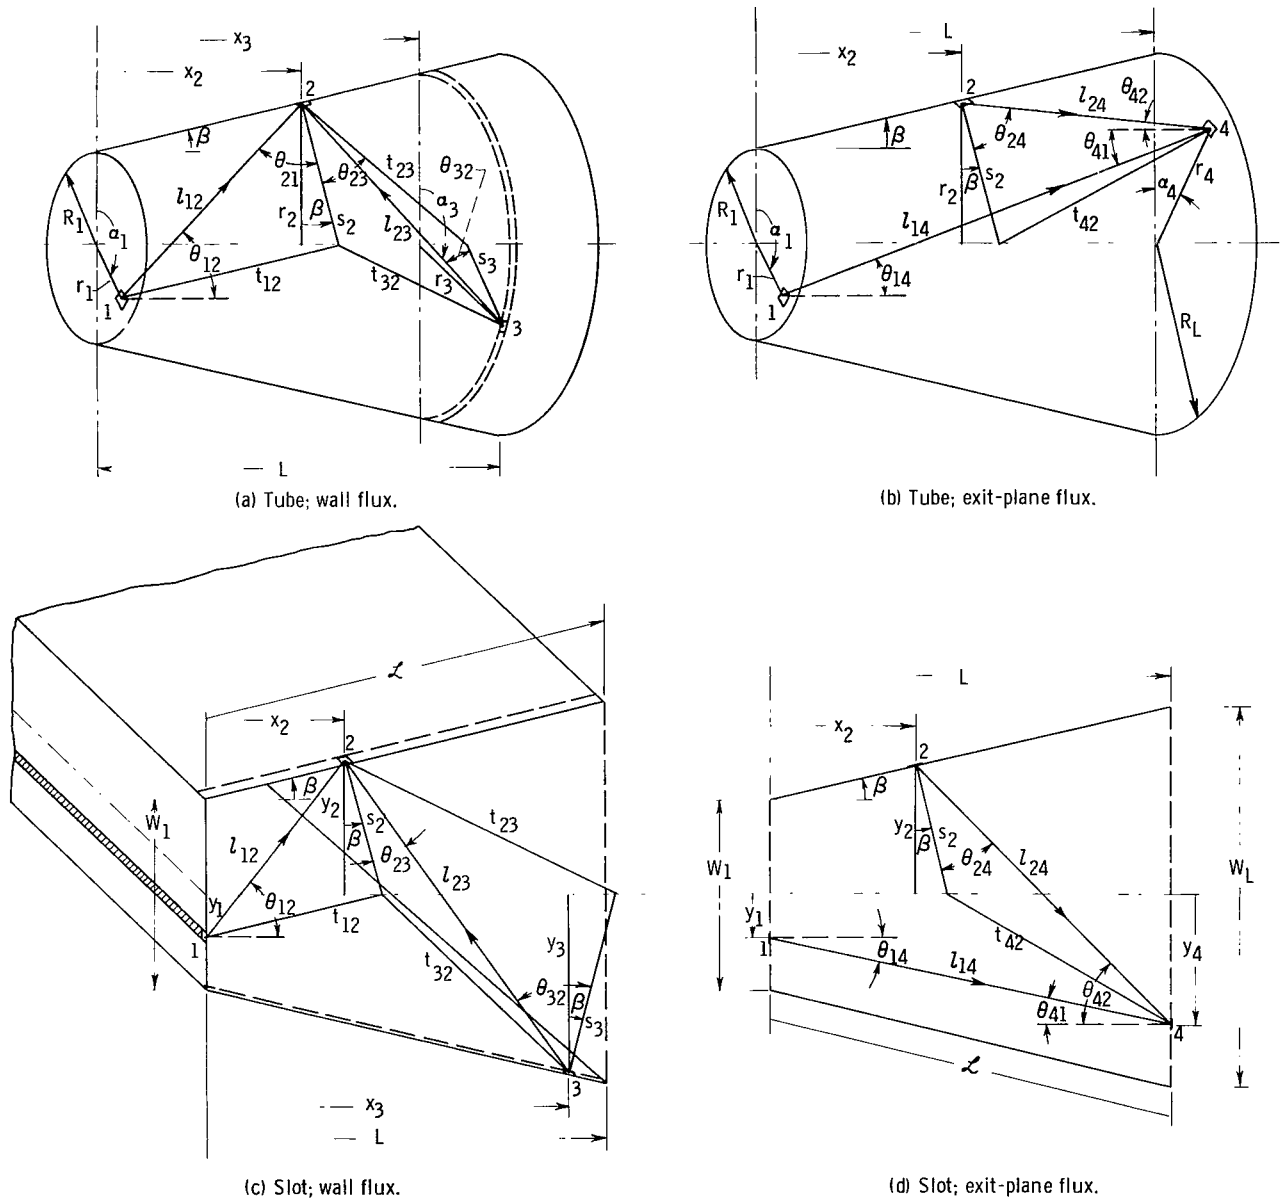 x₃
x₂
2
β
θ₂₁
θ₂₃
t₂₃
θ₃₂
l₁₂
R₁
α₁
r₂
β
s₂
l₂₃
α₃
θ₁₂
t₁₂
t₃₂
r₃
s₃
r₁
1
3
L
(a) Tube; wall flux.
L
x₂
2
l₂₄
θ₄₂
θ₂₄
4
β
θ₄₁
R₁
r₂
β
s₂
α₄
r₄
α₁
l₁₄
t₄₂
r₁
θ₁₄
1
R_L
(b) Tube; exit-plane flux.
ℒ
x₂
2
β
W₁
y₂
s₂
t₂₃
l₁₂
β
θ₂₃
l₂₃
y₁
θ₁₂
1
t₁₂
t₃₂
y₃
θ₃₂
β
s₃
3
x₃
L
(c) Slot; wall flux.
L
x₂
2
β
W₁
y₂
s₂
β
θ₂₄
l₂₄
W_L
y₁
1
θ₁₄
l₁₄
t₄₂
y₄
θ₄₂
θ₄₁
4
ℒ
(d) Slot; exit-plane flux.